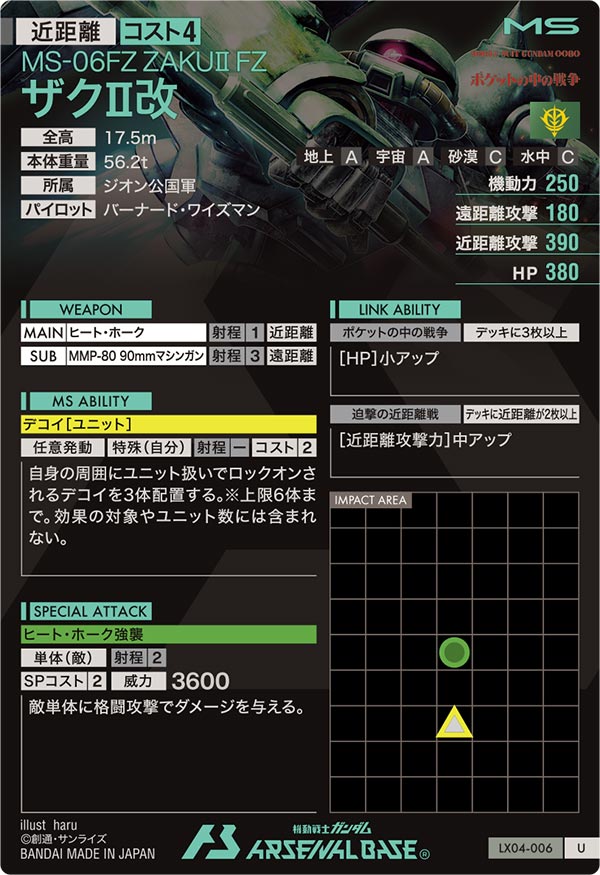 近距離 コスト4
MS
MS-06FZ ZAKUII FZ
MOBILE SUIT GUNDAM 0080
ザクII改
ポケットの中の戦争
全高 17.5m
本体重量 56.2t
所属 ジオン公国軍
パイロット バーナード・ワイズマン
地上 A 宇宙 A 砂漠 C 水中 C
機動力 250
遠距離攻撃 180
近距離攻撃 390
HP 380
WEAPON
MAIN ヒート・ホーク 射程 1 近距離
SUB MMP-80 90mmマシンガン 射程 3 遠距離
MS ABILITY
デコイ[ユニット]
任意発動 特殊(自分) 射程 ー コスト 2
自身の周囲にユニット扱いでロックオンさ
れるデコイを3体配置する。※上限6体ま
で。効果の対象やユニット数には含まれ
ない。
SPECIAL ATTACK
ヒート・ホーク強襲
単体(敵) 射程 2
SPコスト 2 威力 3600
敵単体に格闘攻撃でダメージを与える。
LINK ABILITY
ポケットの中の戦争 デッキに3枚以上
[HP]小アップ
迫撃の近距離戦 デッキに近距離が2枚以上
[近距離攻撃力]中アップ
IMPACT AREA
illust haru
©創通・サンライズ
BANDAI MADE IN JAPAN
機動戦士ガンダム
AB ARSENAL BASE®
LX04-006 U